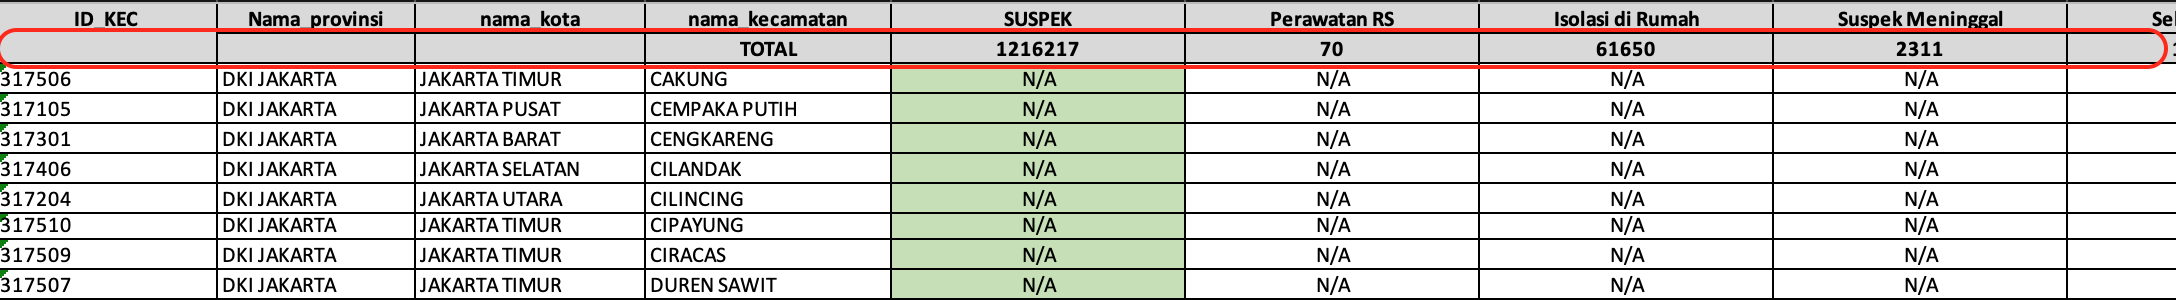 ID_KEC Nama_provinsi nama_kota nama_kecamatan SUSPEK Perawatan RS Isolasi di Rumah Suspek Meninggal
TOTAL 1216217 70 61650 2311
317506 DKI JAKARTA JAKARTA TIMUR CAKUNG N/A N/A N/A N/A
317105 DKI JAKARTA JAKARTA PUSAT CEMPAKA PUTIH N/A N/A N/A N/A
317301 DKI JAKARTA JAKARTA BARAT CENGKARENG N/A N/A N/A N/A
317406 DKI JAKARTA JAKARTA SELATAN CILANDAK N/A N/A N/A N/A
317204 DKI JAKARTA JAKARTA UTARA CILINCING N/A N/A N/A N/A
317510 DKI JAKARTA JAKARTA TIMUR CIPAYUNG N/A N/A N/A N/A
317509 DKI JAKARTA JAKARTA TIMUR CIRACAS N/A N/A N/A N/A
317507 DKI JAKARTA JAKARTA TIMUR DUREN SAWIT N/A N/A N/A N/A